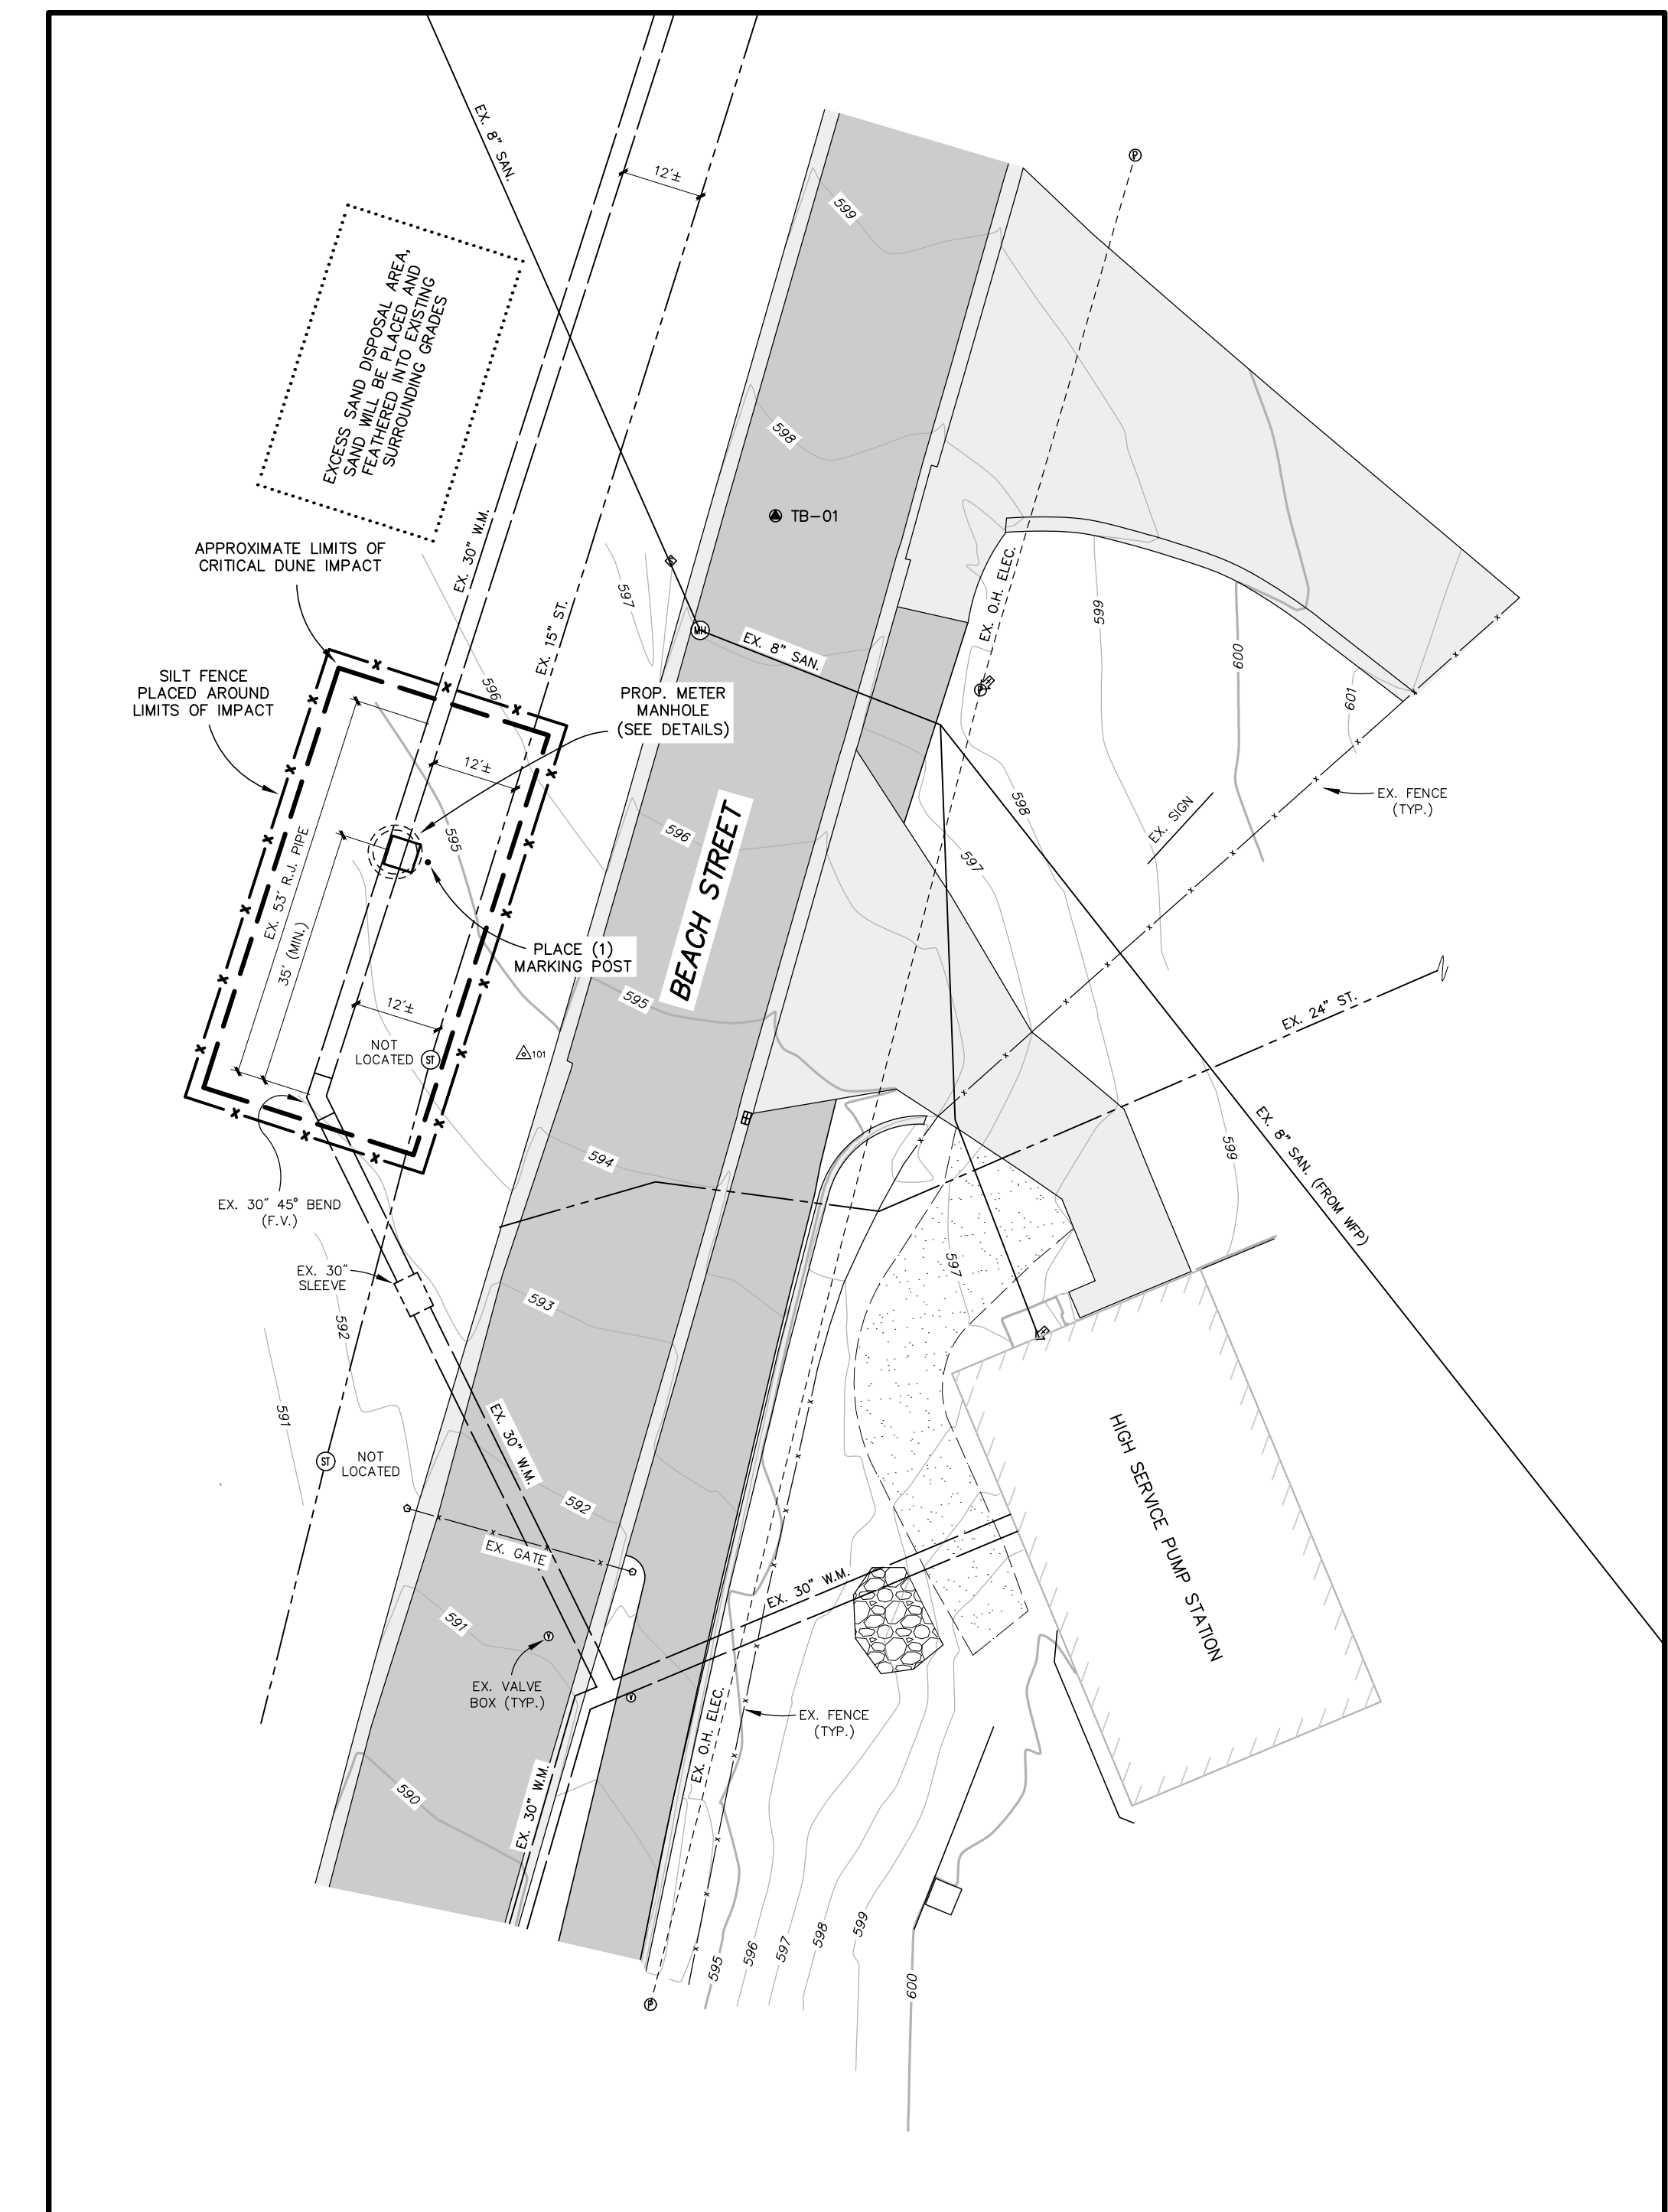 EX. 8" SAN.
12'±
599
EXCESS SAND DISPOSAL AREA,
SAND WILL BE PLACED AND
FEATHERED INTO EXISTING
SURROUNDING GRADES
598
TB-01
EX. 30" W.M.
APPROXIMATE LIMITS OF
CRITICAL DUNE IMPACT
597
EX. 15" ST.
MH
EX. 8" SAN.
EX. O.H. ELEC.
599
600
601
SILT FENCE
PLACED AROUND
LIMITS OF IMPACT
596
PROP. METER
MANHOLE
(SEE DETAILS)
12'±
EX. FENCE
(TYP.)
598
EX. SIGN
597
596
595
BEACH STREET
EX. 53' R.J. PIPE
35' (MIN.)
PLACE (1)
MARKING POST
595
12'±
NOT
LOCATED
ST
101
EX. 24" ST.
EX. 8" SAN. (FROM WFP)
599
594
EX. 30" 45° BEND
(F.V.)
597
EX. 30"
SLEEVE
593
592
591
EX. 30" W.M.
ST
NOT
LOCATED
592
EX. GATE
HIGH SERVICE PUMP STATION
EX. 30" W.M.
591
EX. VALVE
BOX (TYP.)
EX. O.H. ELEC.
EX. FENCE
(TYP.)
590
EX. 30" W.M.
595
596
597
598
599
600